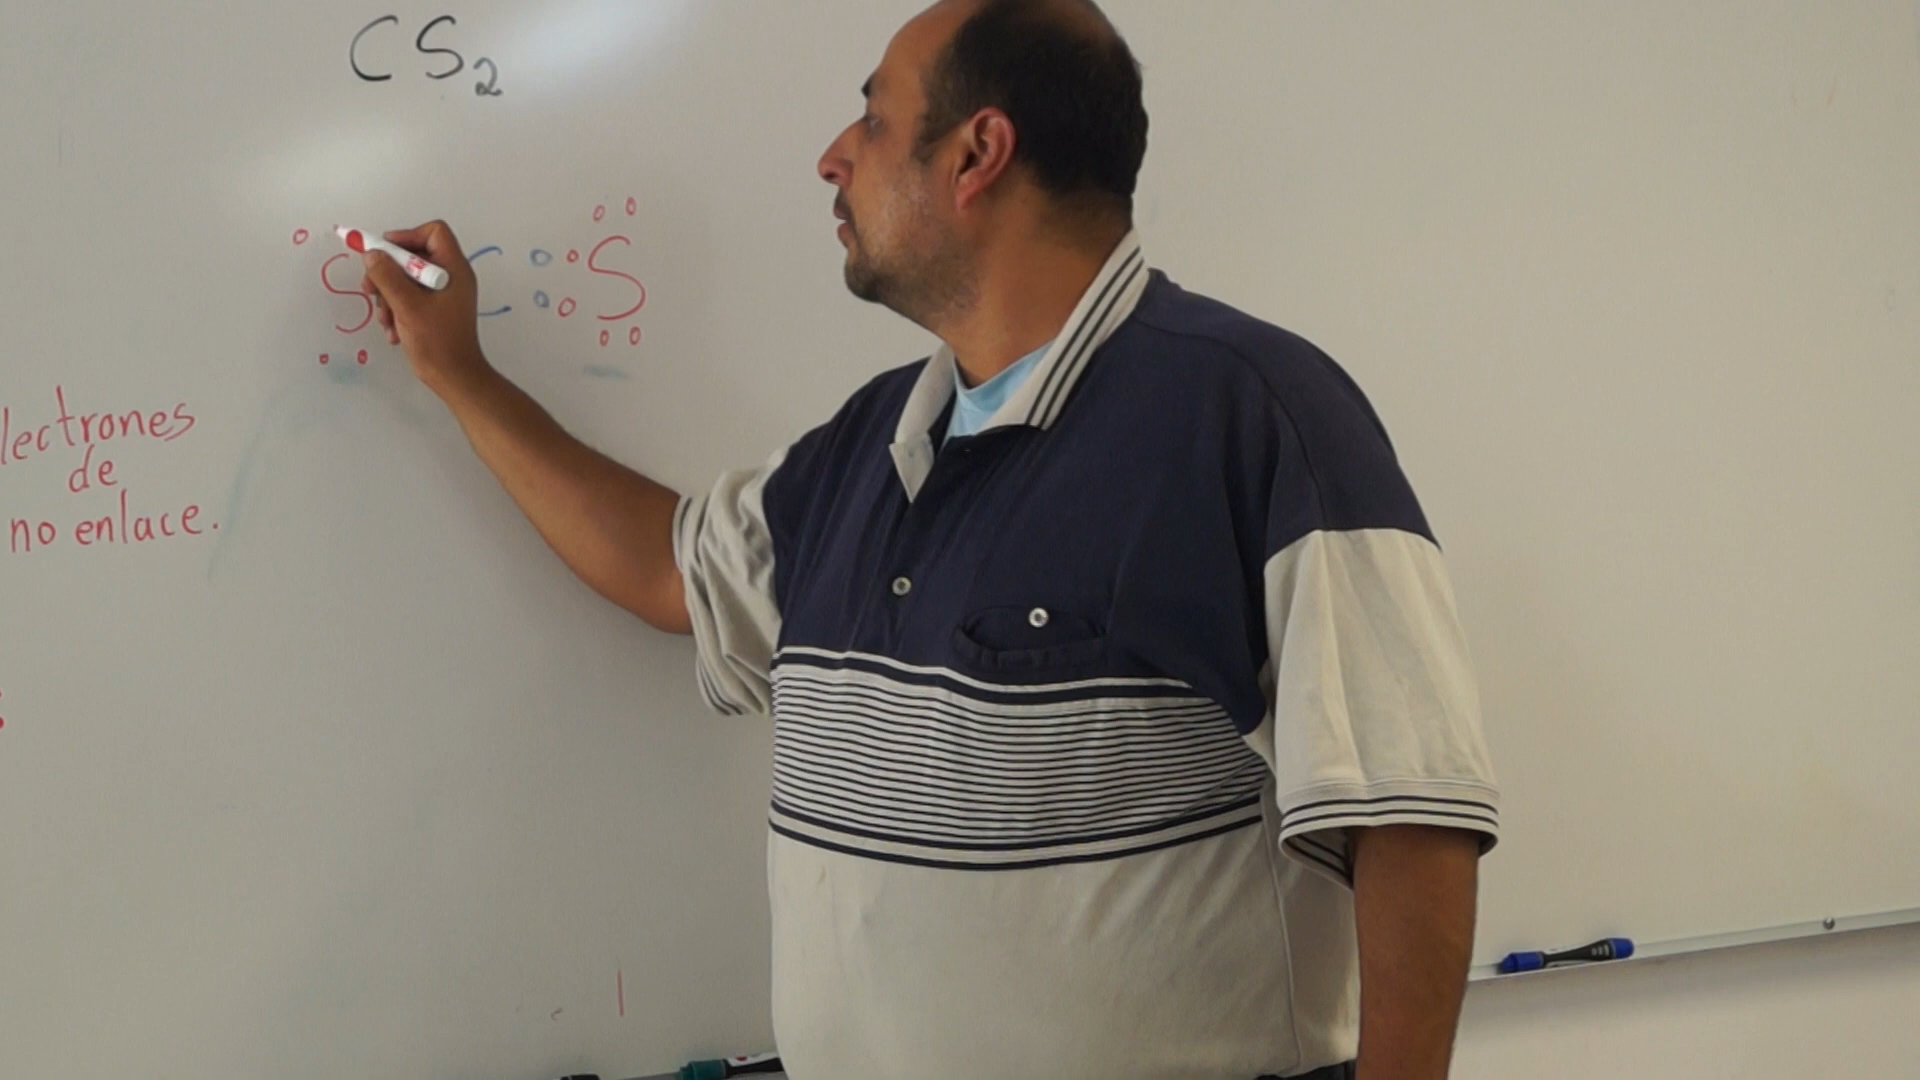 CS₂
S C S
lectrones
de
no enlace.